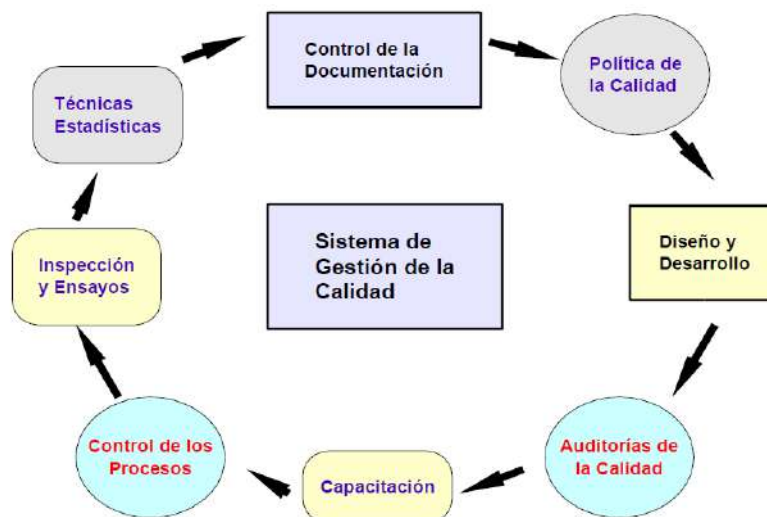 Control de la
Documentación
Política de
la Calidad
Técnicas
Estadísticas
Sistema de
Gestión de la
Calidad
Diseño y
Desarrollo
Inspección
y Ensayos
Control de los
Procesos
Capacitación
Auditorías de
la Calidad